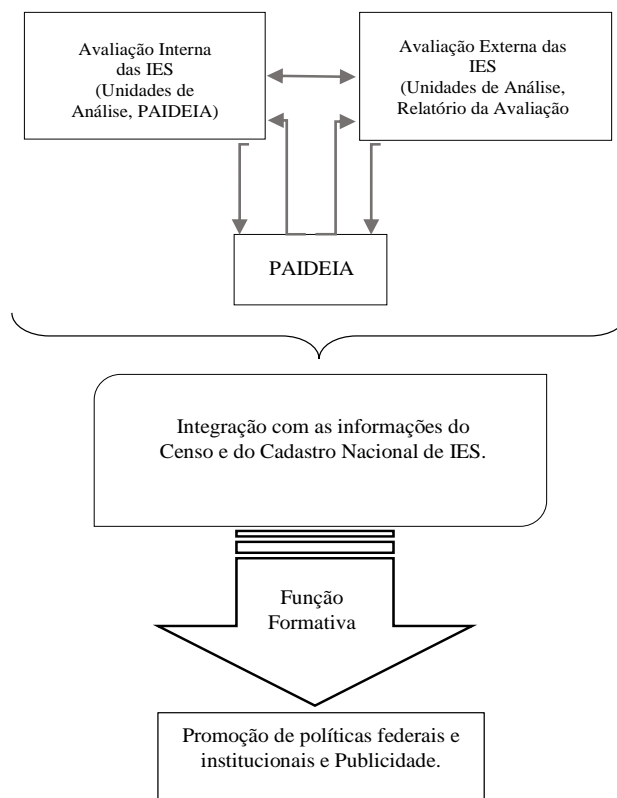 Avaliação Interna
das IES
(Unidades de
Análise, PAIDEIA)
Avaliação Externa das
IES
(Unidades de Análise,
Relatório da Avaliação
PAIDEIA
Integração com as informações do
Censo e do Cadastro Nacional de IES.
Função
Formativa
Promoção de políticas federais e
institucionais e Publicidade.